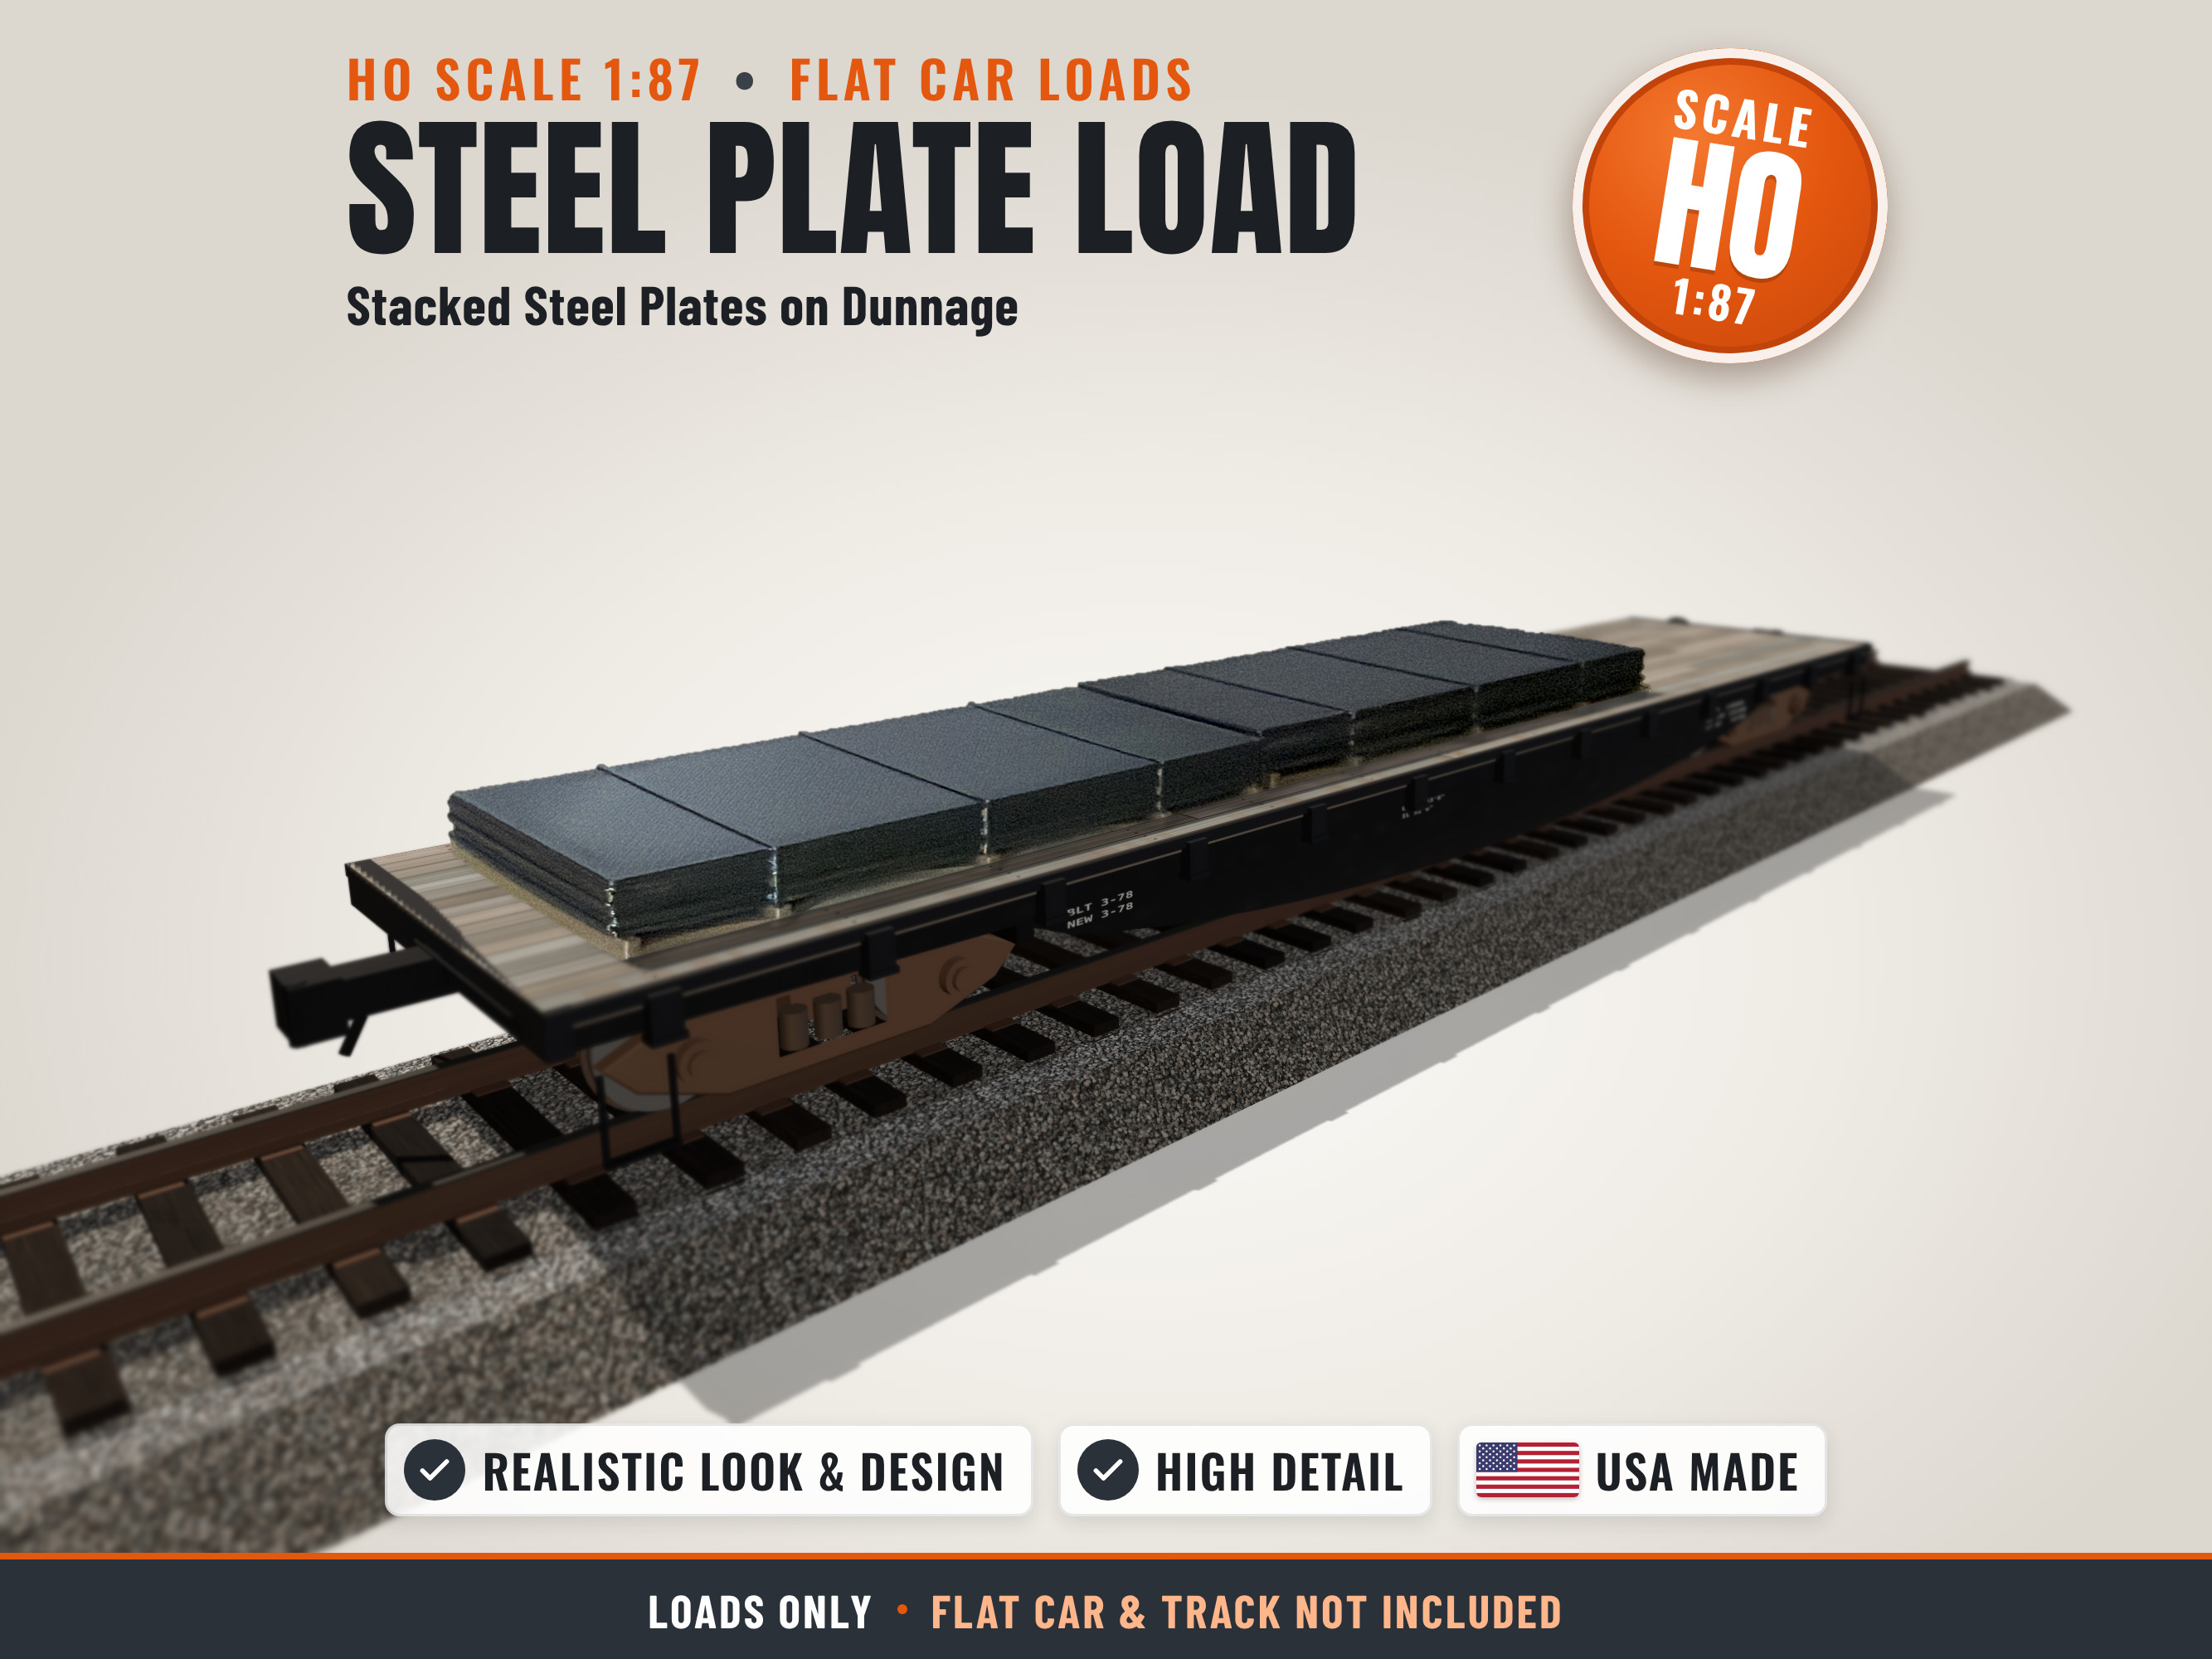 HO SCALE 1:87 • FLAT CAR LOADS
STEEL PLATE LOAD
Stacked Steel Plates on Dunnage
SCALE
HO
1:87
BLT 3-78
NEW 3-78
REALISTIC LOOK & DESIGN
HIGH DETAIL
USA MADE
LOADS ONLY • FLAT CAR & TRACK NOT INCLUDED